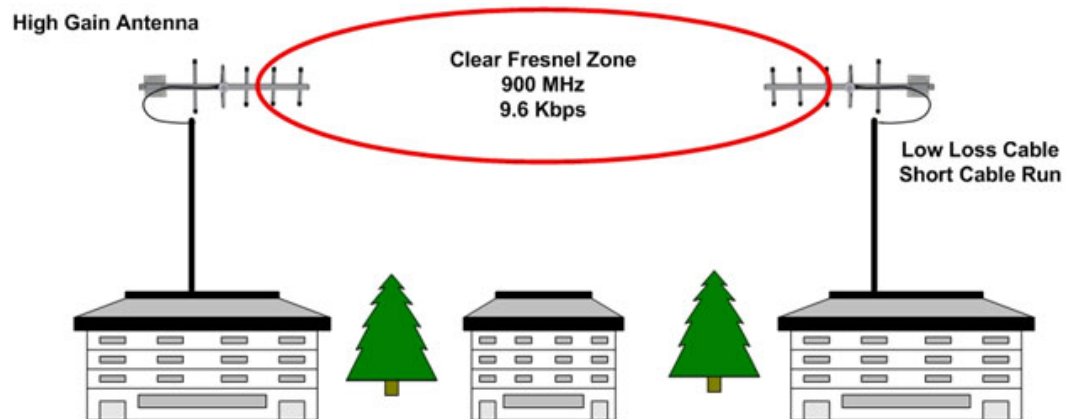 High Gain Antenna
Clear Fresnel Zone
900 MHz
9.6 Kbps
Low Loss Cable
Short Cable Run